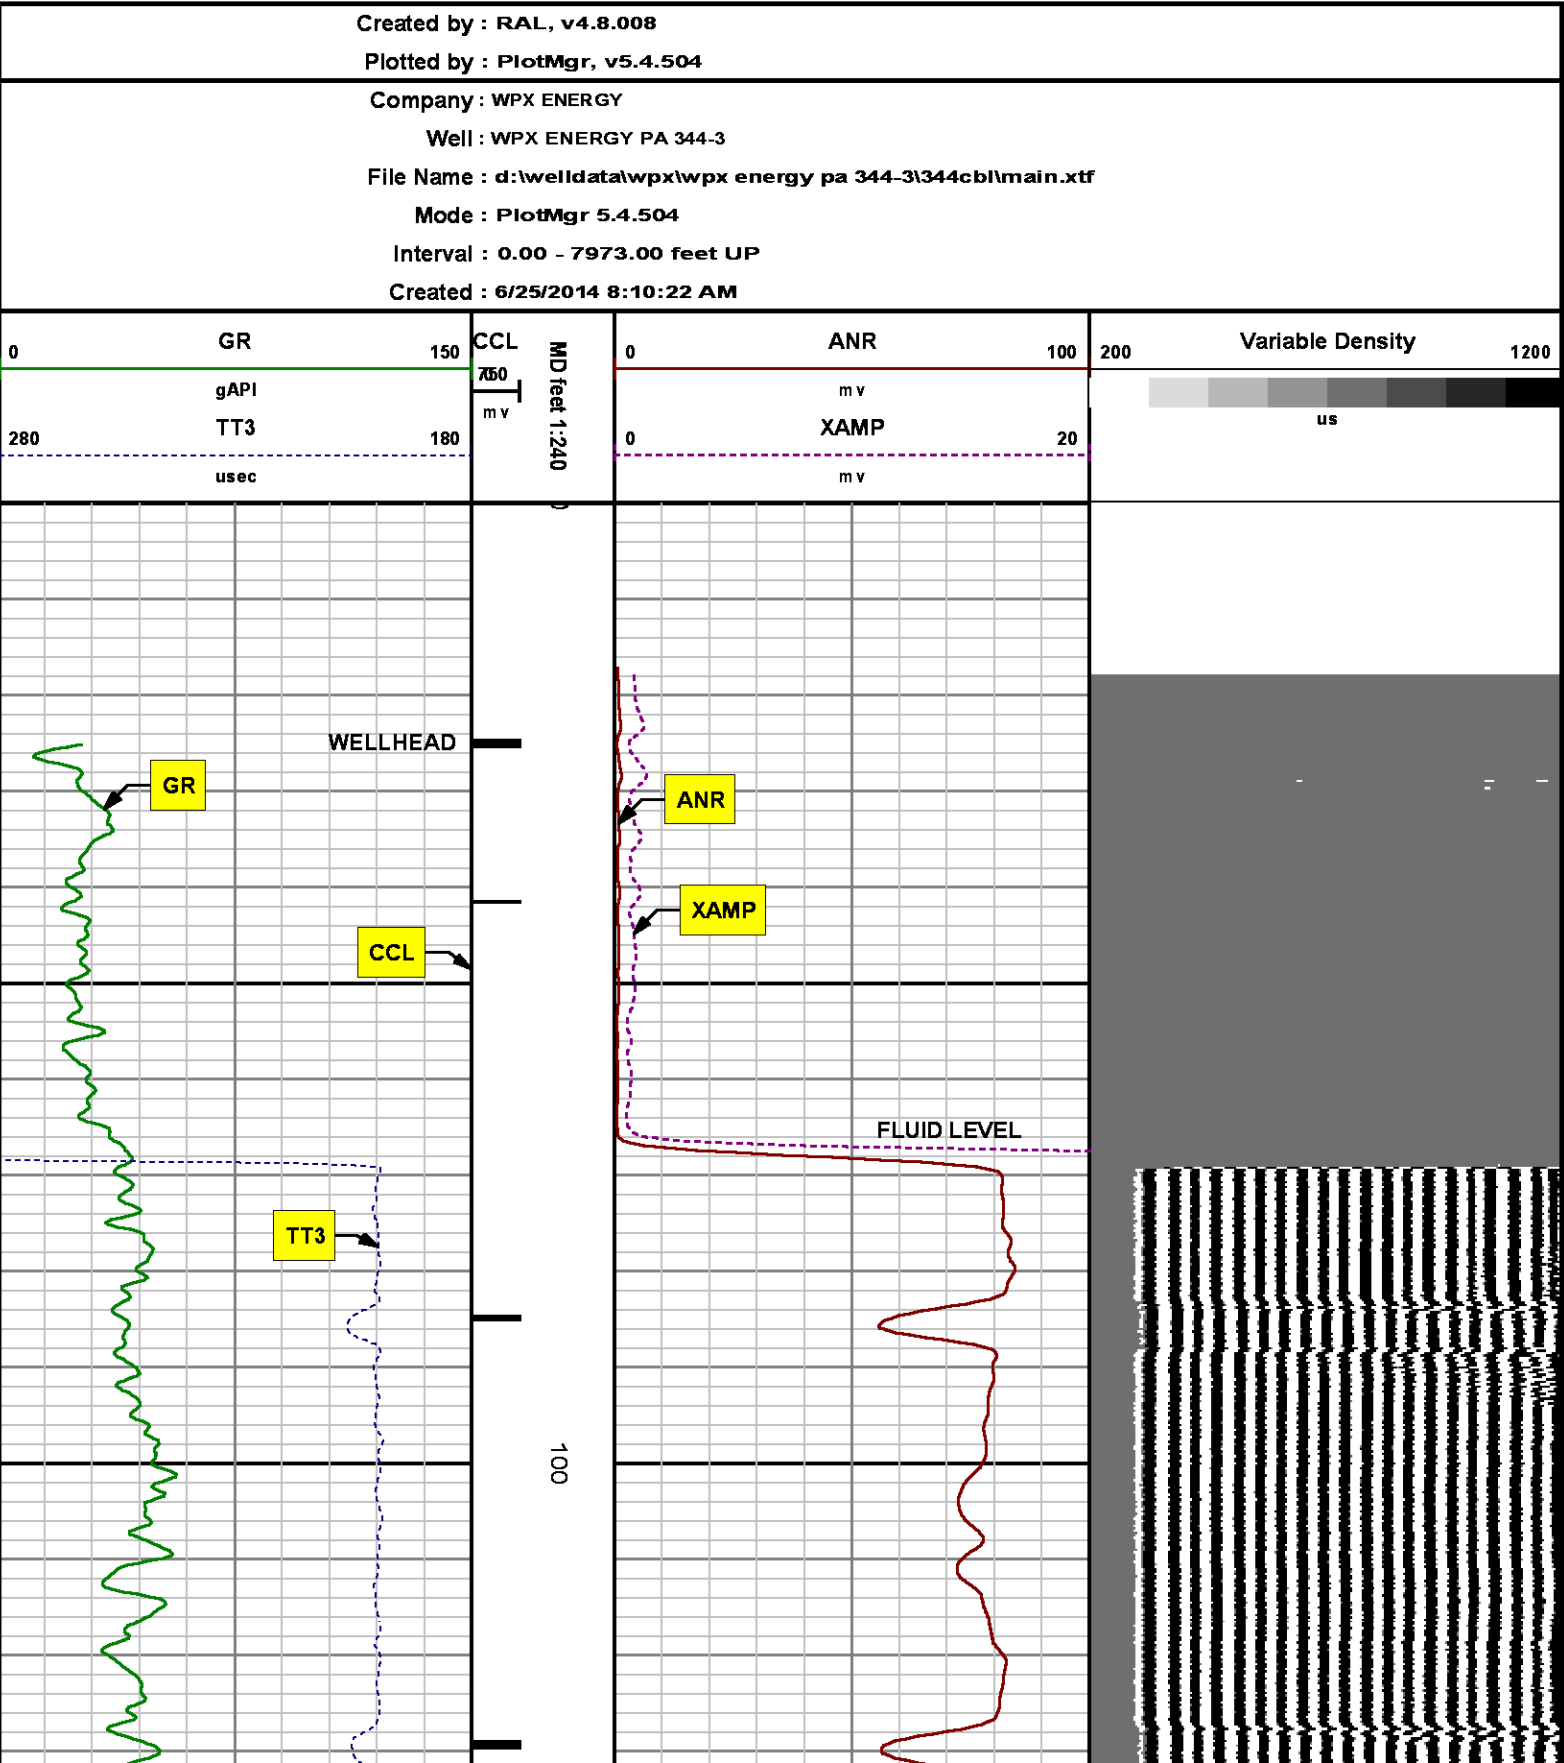 Created by : RAL, v4.8.008
Plotted by : PlotMgr, v5.4.504
Company : WPX ENERGY
Well : WPX ENERGY PA 344-3
File Name : d:\welldata\wpx\wpx energy pa 344-3\344cbl\main.xtf
Mode : PlotMgr 5.4.504
Interval : 0.00 - 7973.00 feet UP
Created : 6/25/2014 8:10:22 AM
0 GR 150
gAPI
280 TT3 180
usec
CCL
mv
MD feet 1:240
0 ANR 100
mv
0 XAMP 20
mv
200 Variable Density 1200
us
WELLHEAD
GR
ANR
XAMP
CCL
FLUID LEVEL
TT3
100